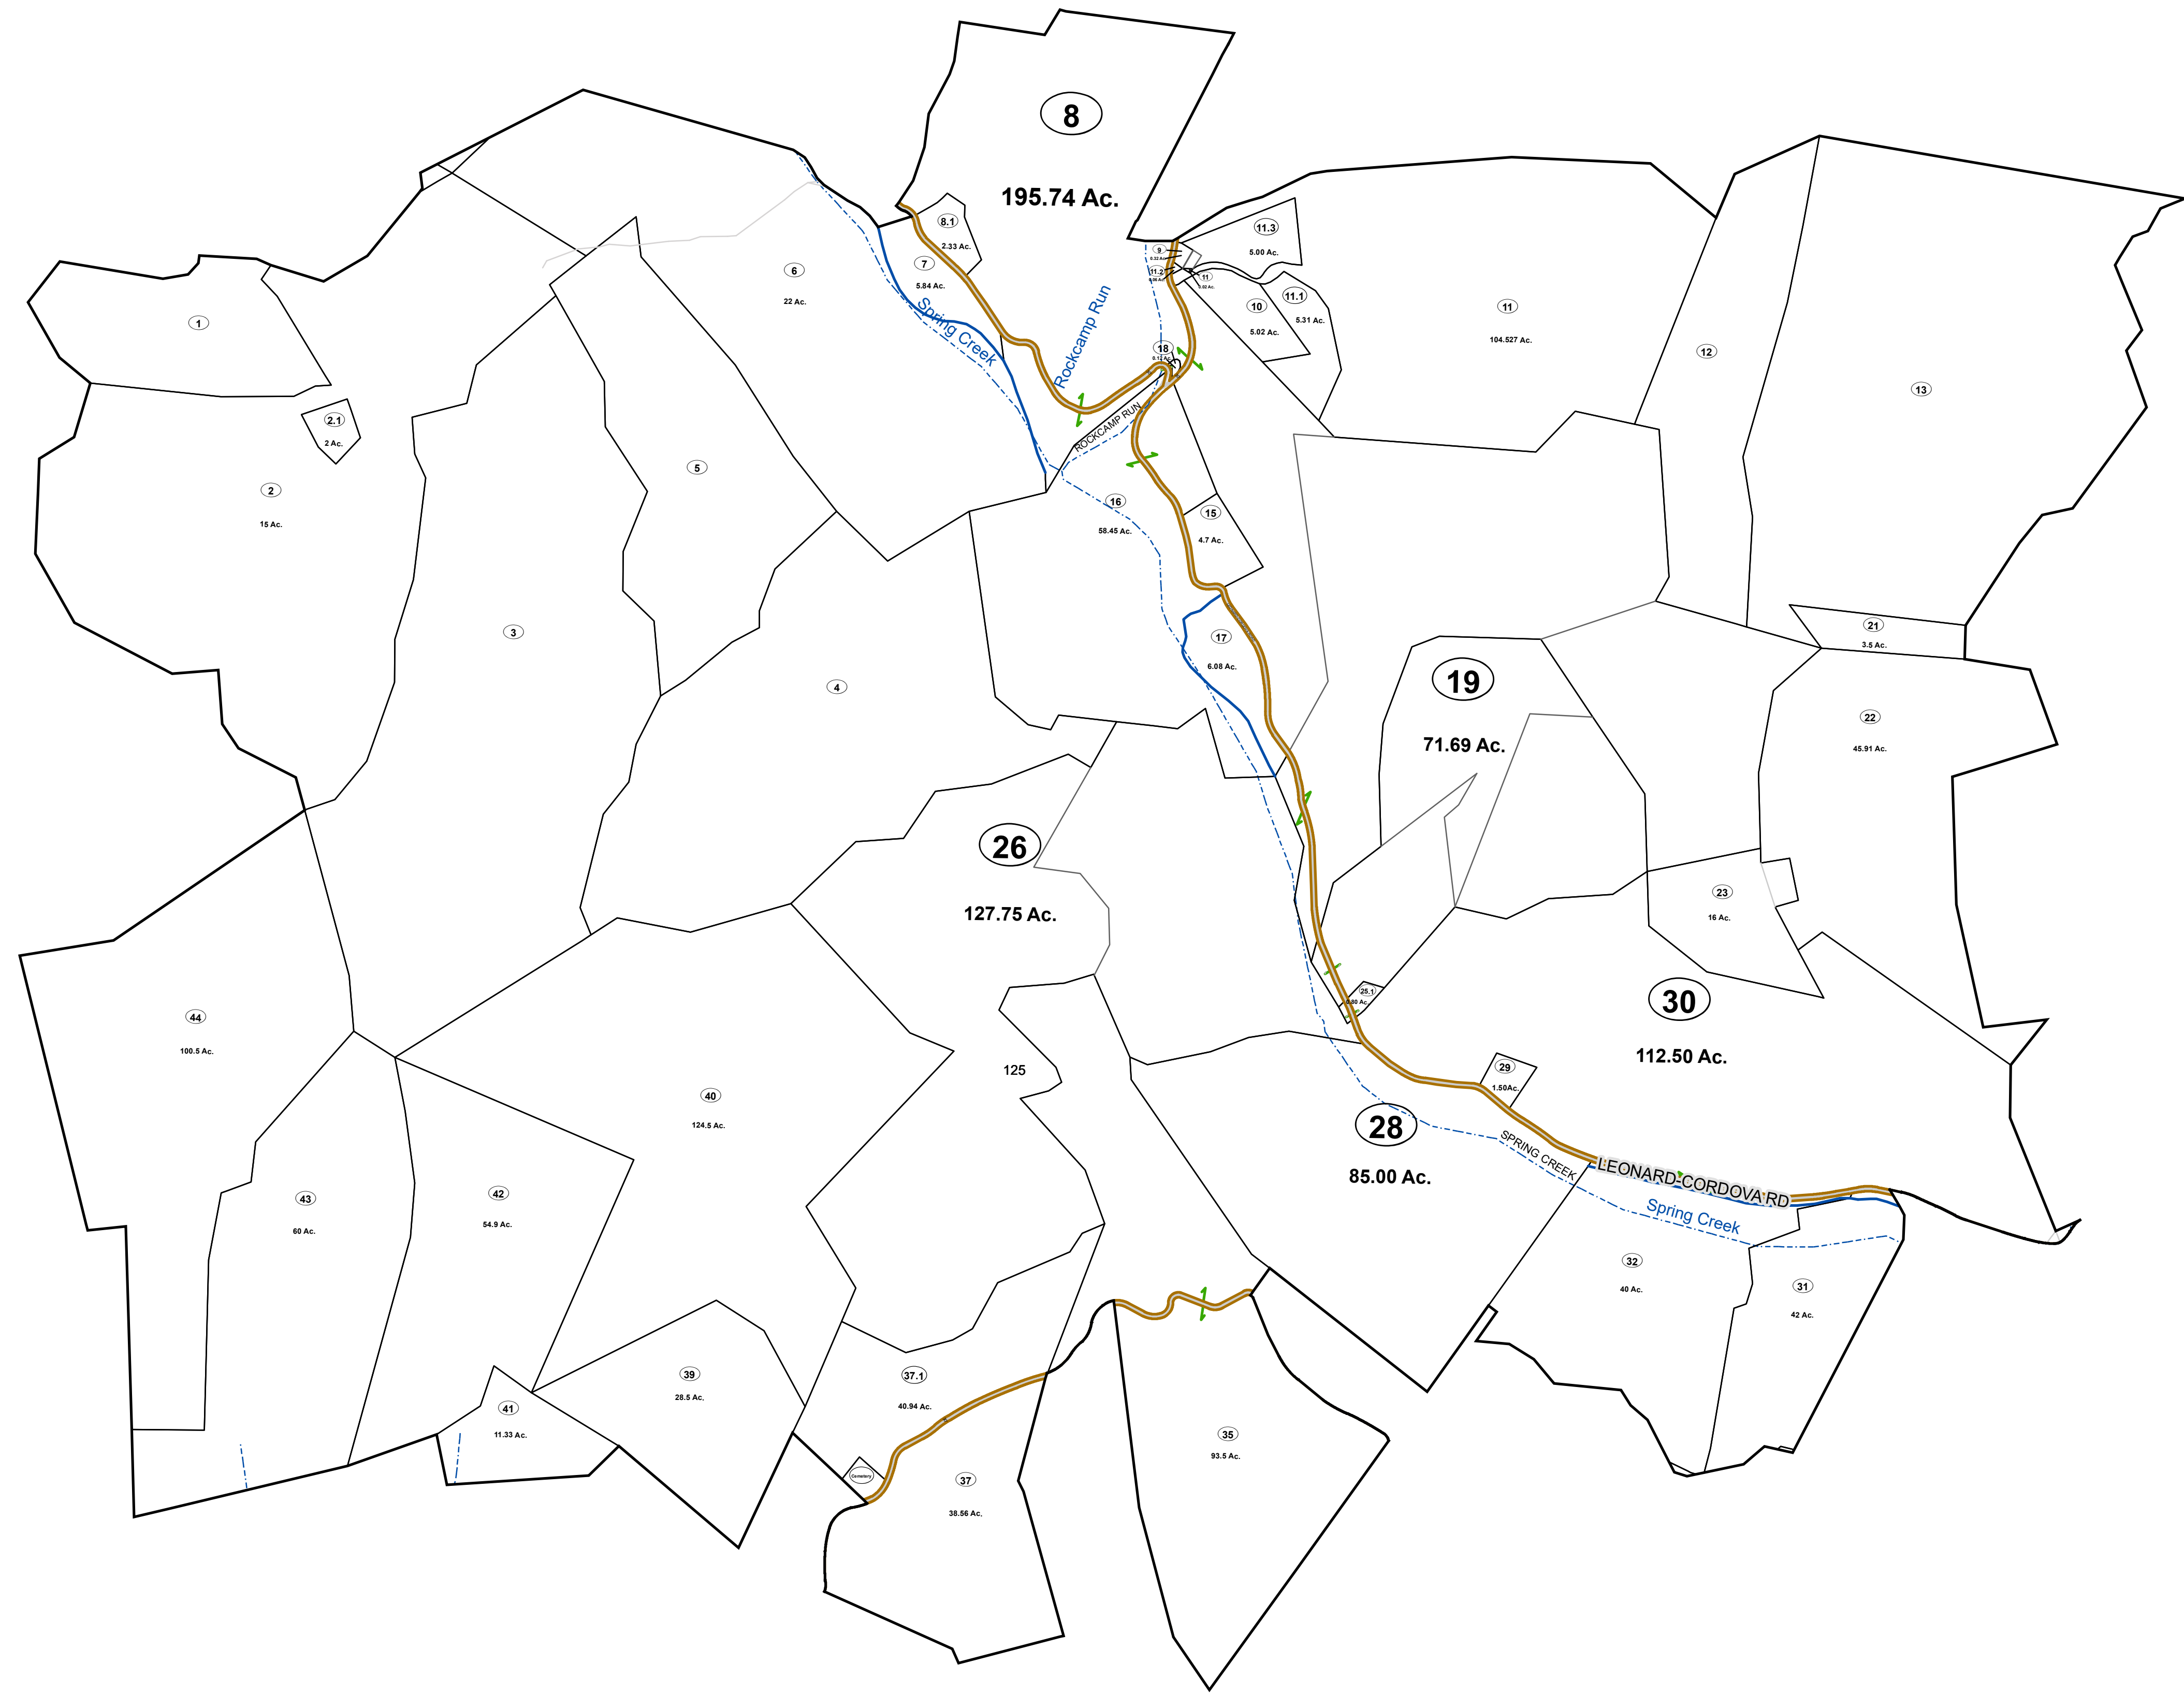 8
195.74 Ac.
8.1
2.33 Ac.
7
5.84 Ac.
6
22 Ac.
Spring Creek
Rockcamp Run
9
11.3
5.00 Ac.
11.2
11
10
5.02 Ac.
11.1
5.31 Ac.
11
104.527 Ac.
12
13
1
2.1
2 Ac.
2
15 Ac.
18
ROCKCAMP RUN
5
16
58.45 Ac.
15
4.7 Ac.
3
17
6.08 Ac.
4
19
71.69 Ac.
21
3.5 Ac.
22
45.91 Ac.
26
127.75 Ac.
23
16 Ac.
25.1
30
112.50 Ac.
44
100.5 Ac.
125
29
1.50Ac.
40
124.5 Ac.
28
85.00 Ac.
SPRING CREEK
LEONARD-CORDOVA RD
Spring Creek
43
60 Ac.
42
54.9 Ac.
32
40 Ac.
31
42 Ac.
39
28.5 Ac.
37.1
40.94 Ac.
41
11.33 Ac.
35
93.5 Ac.
Cemetery
37
38.56 Ac.